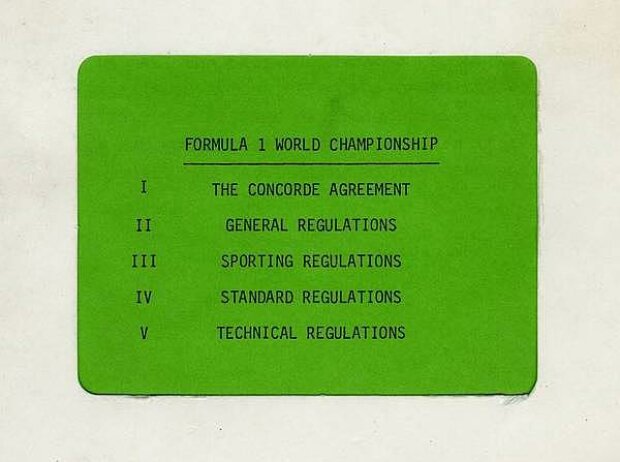 FORMULA 1 WORLD CHAMPIONSHIP
I THE CONCORDE AGREEMENT
II GENERAL REGULATIONS
III SPORTING REGULATIONS
IV STANDARD REGULATIONS
V TECHNICAL REGULATIONS